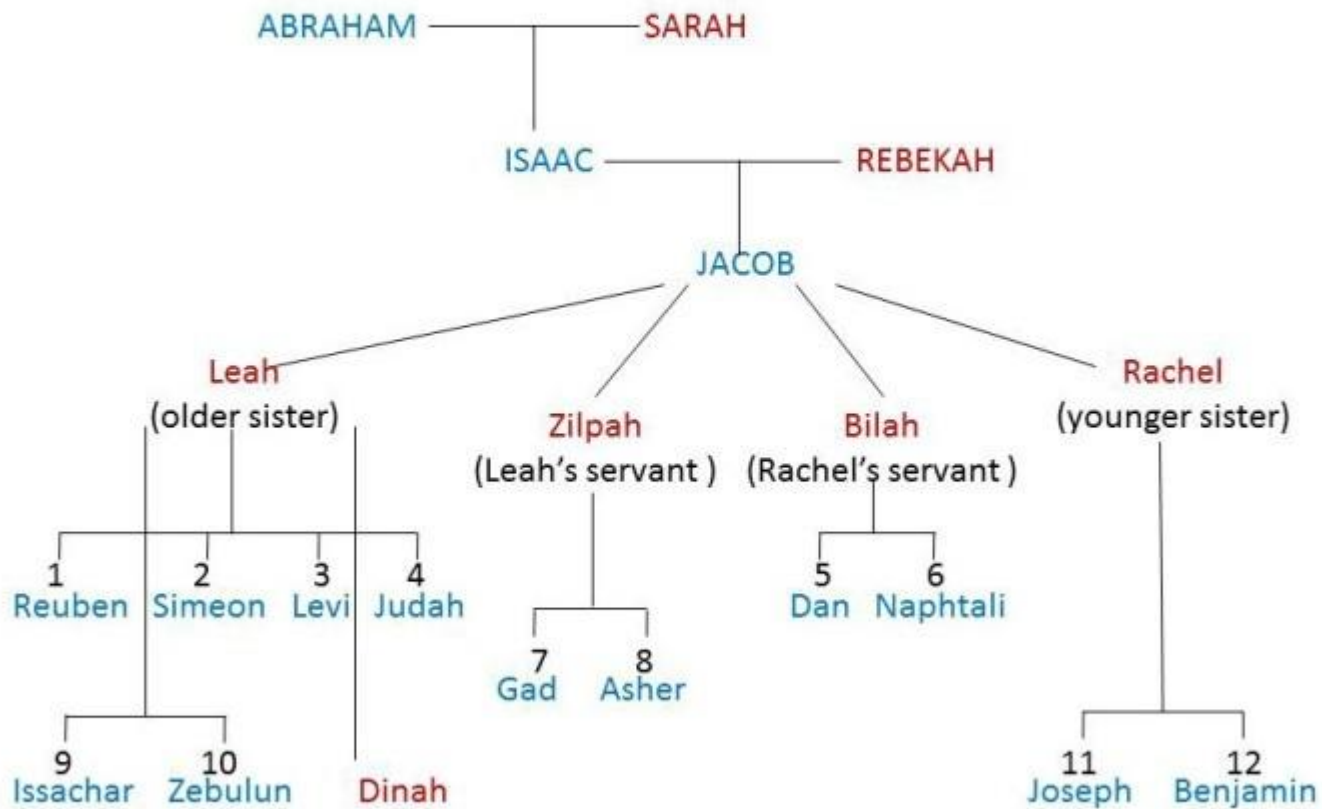 ABRAHAM SARAH
ISAAC REBEKAH
JACOB
Leah
(older sister)
Zilpah
(Leah’s servant )
Bilah
(Rachel’s servant )
Rachel
(younger sister)
1 2 3 4
Reuben Simeon Levi Judah
5 6
Dan Naphtali
7 8
Gad Asher
9 10
Issachar Zebulun Dinah
11 12
Joseph Benjamin